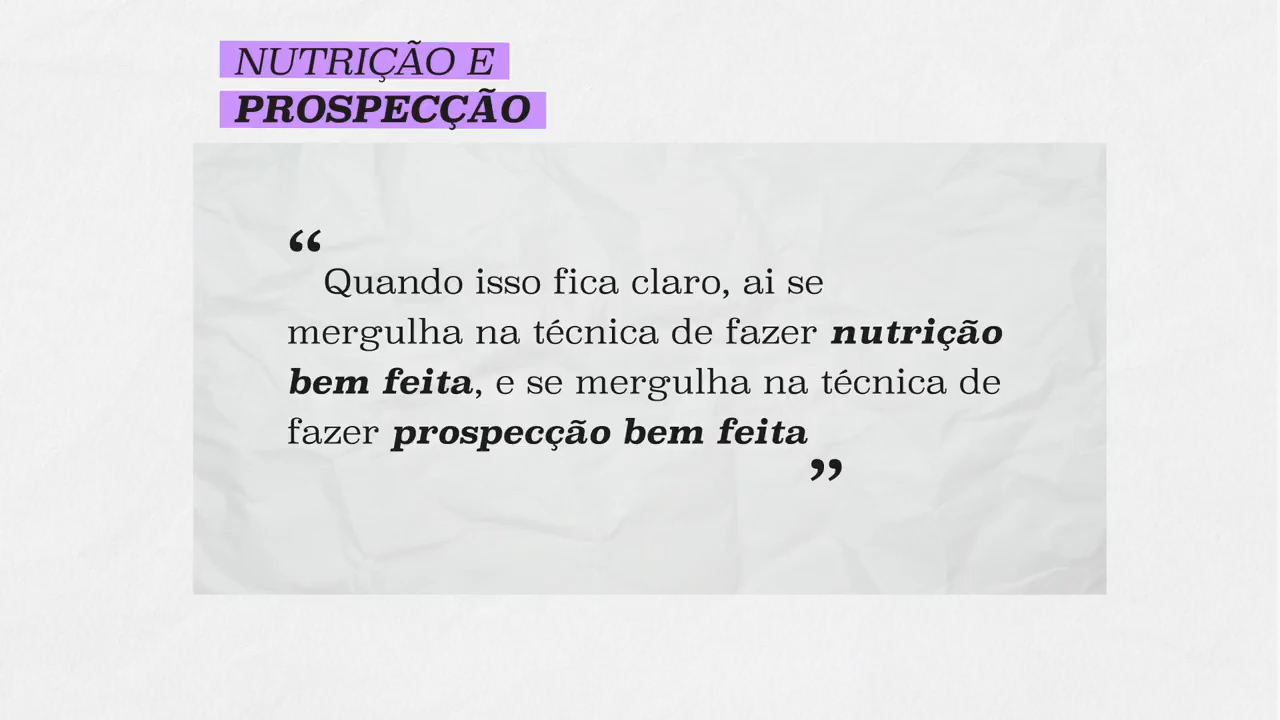 NUTRIÇÃO E
PROSPECÇÃO
“Quando isso fica claro, ai se
mergulha na técnica de fazer nutrição
bem feita, e se mergulha na técnica de
fazer prospecção bem feita”